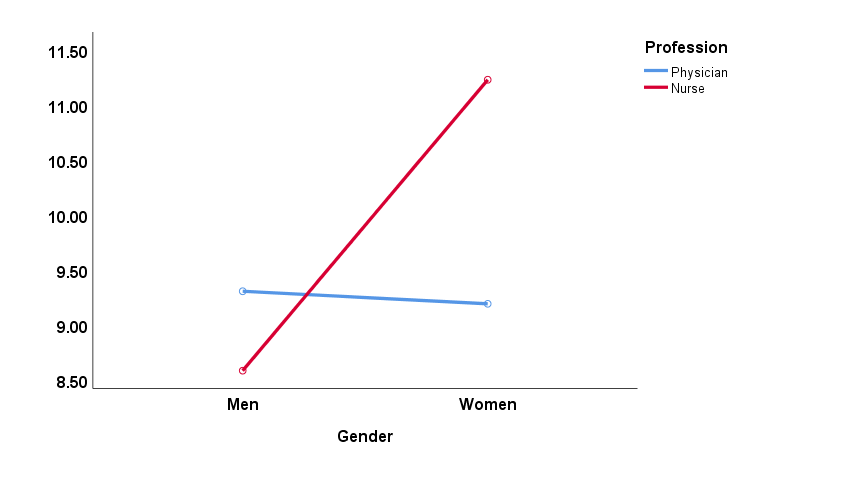 11.50
11.00
10.50
10.00
9.50
9.00
8.50
Men Women
Gender
Profession
Physician
Nurse